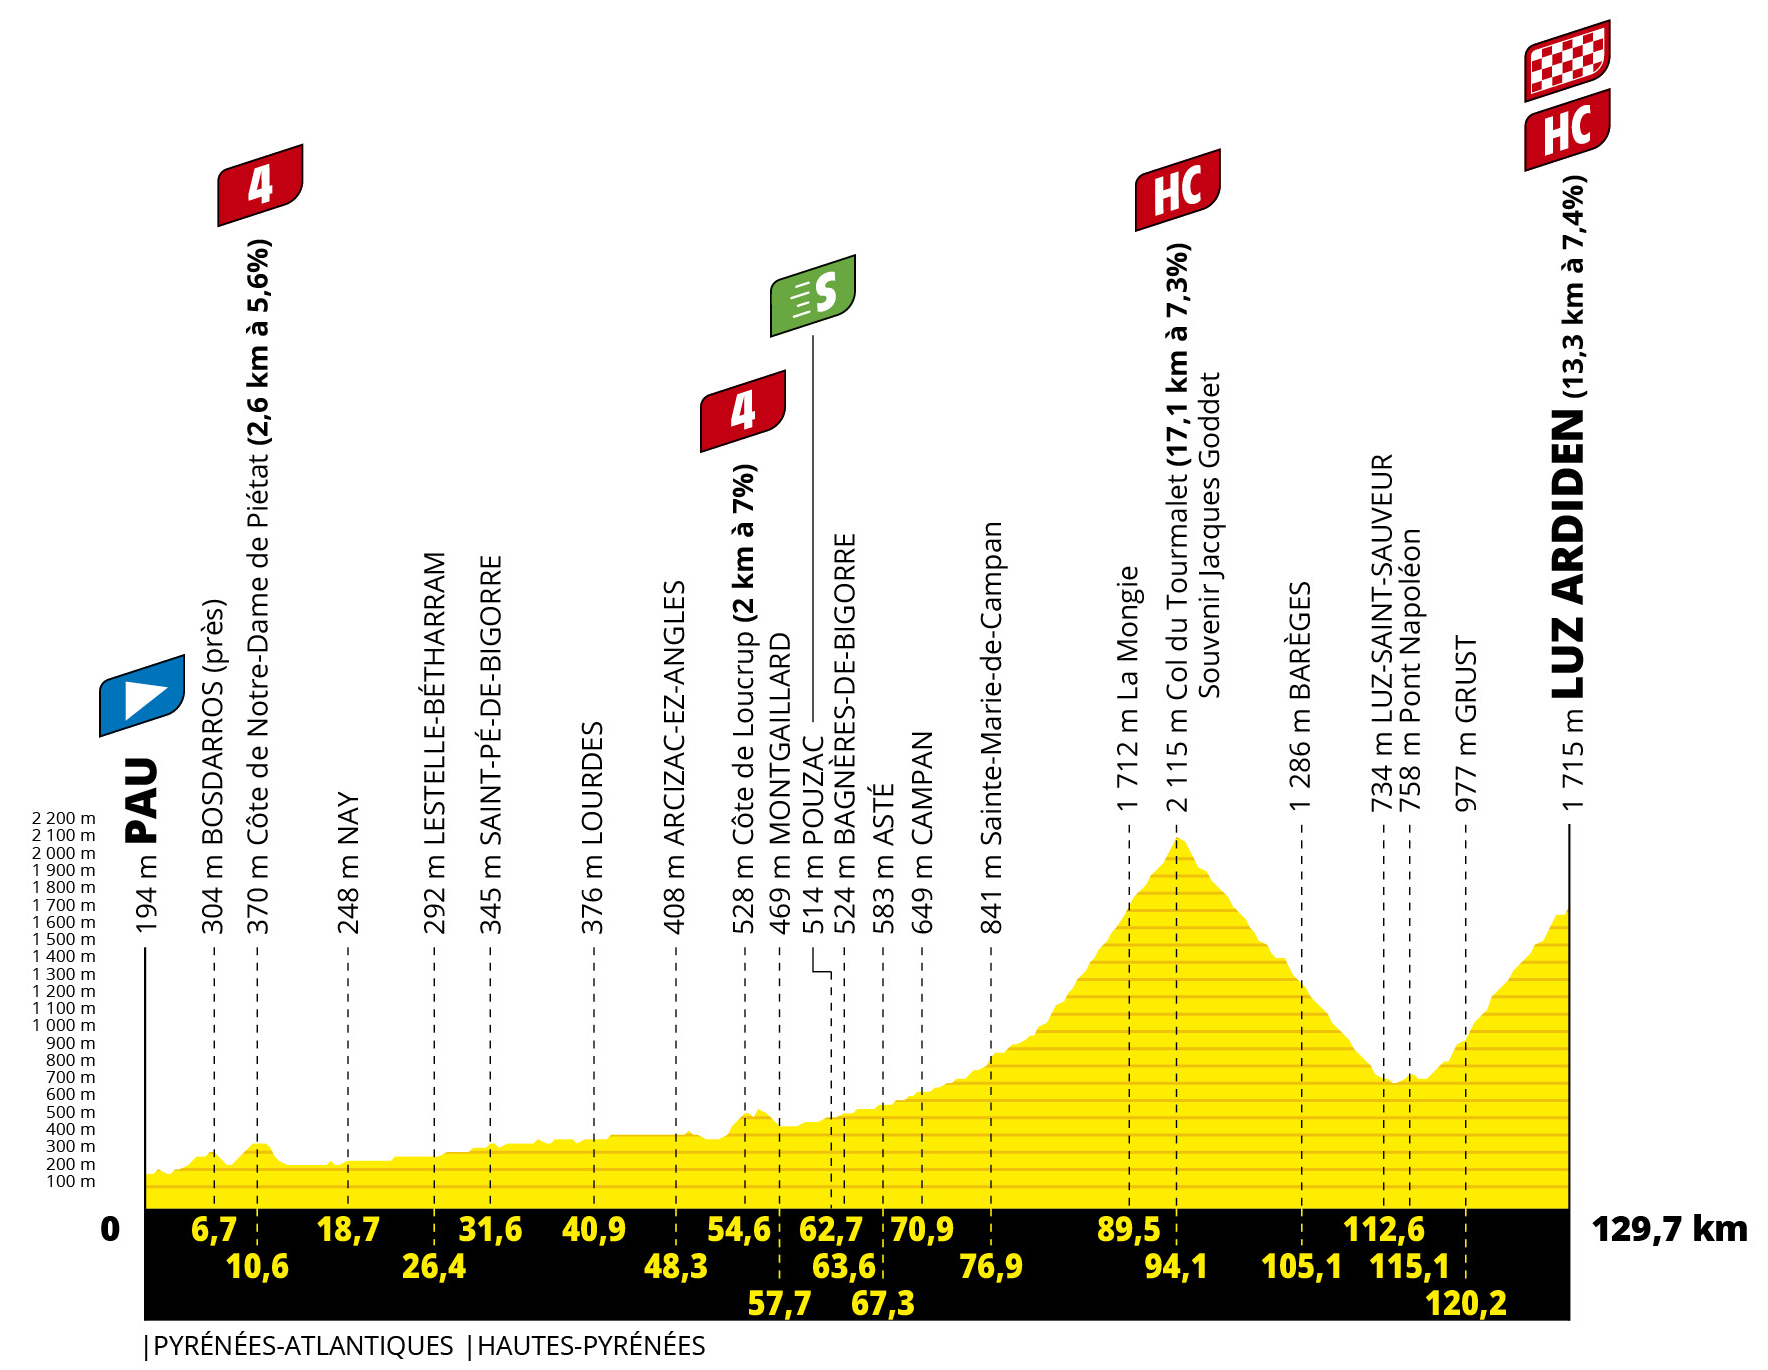 HC
4
HC
S
4
194 m PAU
304 m BOSDARROS (près)
370 m Côte de Notre-Dame de Piétat (2,6 km à 5,6%)
248 m NAY
292 m LESTELLE-BÉTHARRAM
345 m SAINT-PÉ-DE-BIGORRE
376 m LOURDES
408 m ARCIZAC-EZ-ANGLES
528 m Côte de Loucrup (2 km à 7%)
469 m MONTGAILLARD
514 m POUZAC
524 m BAGNÈRES-DE-BIGORRE
583 m ASTÉ
649 m CAMPAN
841 m Sainte-Marie-de-Campan
1 712 m La Mongie
2 115 m Col du Tourmalet (17,1 km à 7,3%)
Souvenir Jacques Goddet
1 286 m BARÈGES
734 m LUZ-SAINT-SAUVEUR
758 m Pont Napoléon
977 m GRUST
1 715 m LUZ ARDIDEN (13,3 km à 7,4%)
2 200 m
2 100 m
2 000 m
1 900 m
1 800 m
1 700 m
1 600 m
1 500 m
1 400 m
1 300 m
1 200 m
1 100 m
1 000 m
900 m
800 m
700 m
600 m
500 m
400 m
300 m
200 m
100 m
0 6,7 18,7 31,6 40,9 54,6 62,7 70,9 89,5 94,1 112,6 129,7 km
10,6 26,4 48,3 63,6 76,9 105,1 115,1
57,7 67,3 120,2
|PYRÉNÉES-ATLANTIQUES |HAUTES-PYRÉNÉES